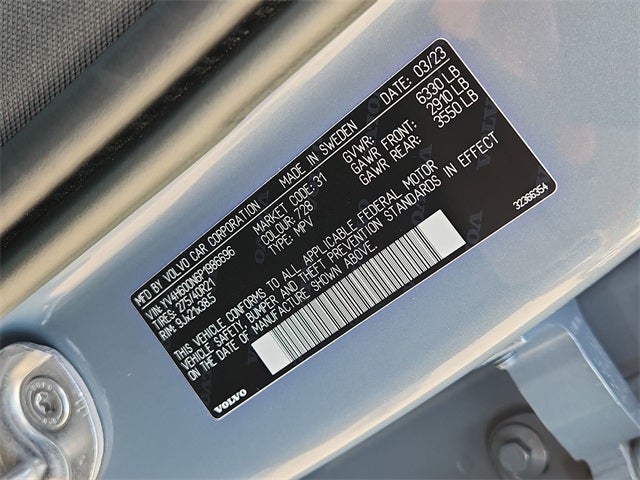 MFD BY VOLVO CAR CORPORATION MADE IN SWEDEN DATE: 03/23
MARKET CODE: 31 GVWR: 6330 LB
COLOUR: 728 GAWR FRONT: 2910 LB
TIRES: 275/40R21 TYPE: MPV GAWR REAR: 3550 LB
RIM: 9Jx21x38.5
THIS VEHICLE CONFORMS TO ALL APPLICABLE FEDERAL MOTOR
VEHICLE SAFETY, BUMPER AND THEFT PREVENTION STANDARDS IN EFFECT
ON THE DATE OF MANUFACTURE SHOWN ABOVE.
32366354
VOLVO